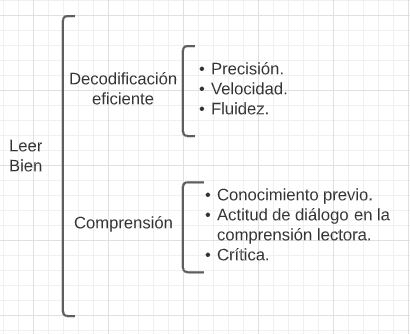 Leer
Bien
Decodificación
eficiente
• Precisión.
• Velocidad.
• Fluidez.
Comprensión
• Conocimiento previo.
• Actitud de diálogo en la
comprensión lectora.
• Crítica.